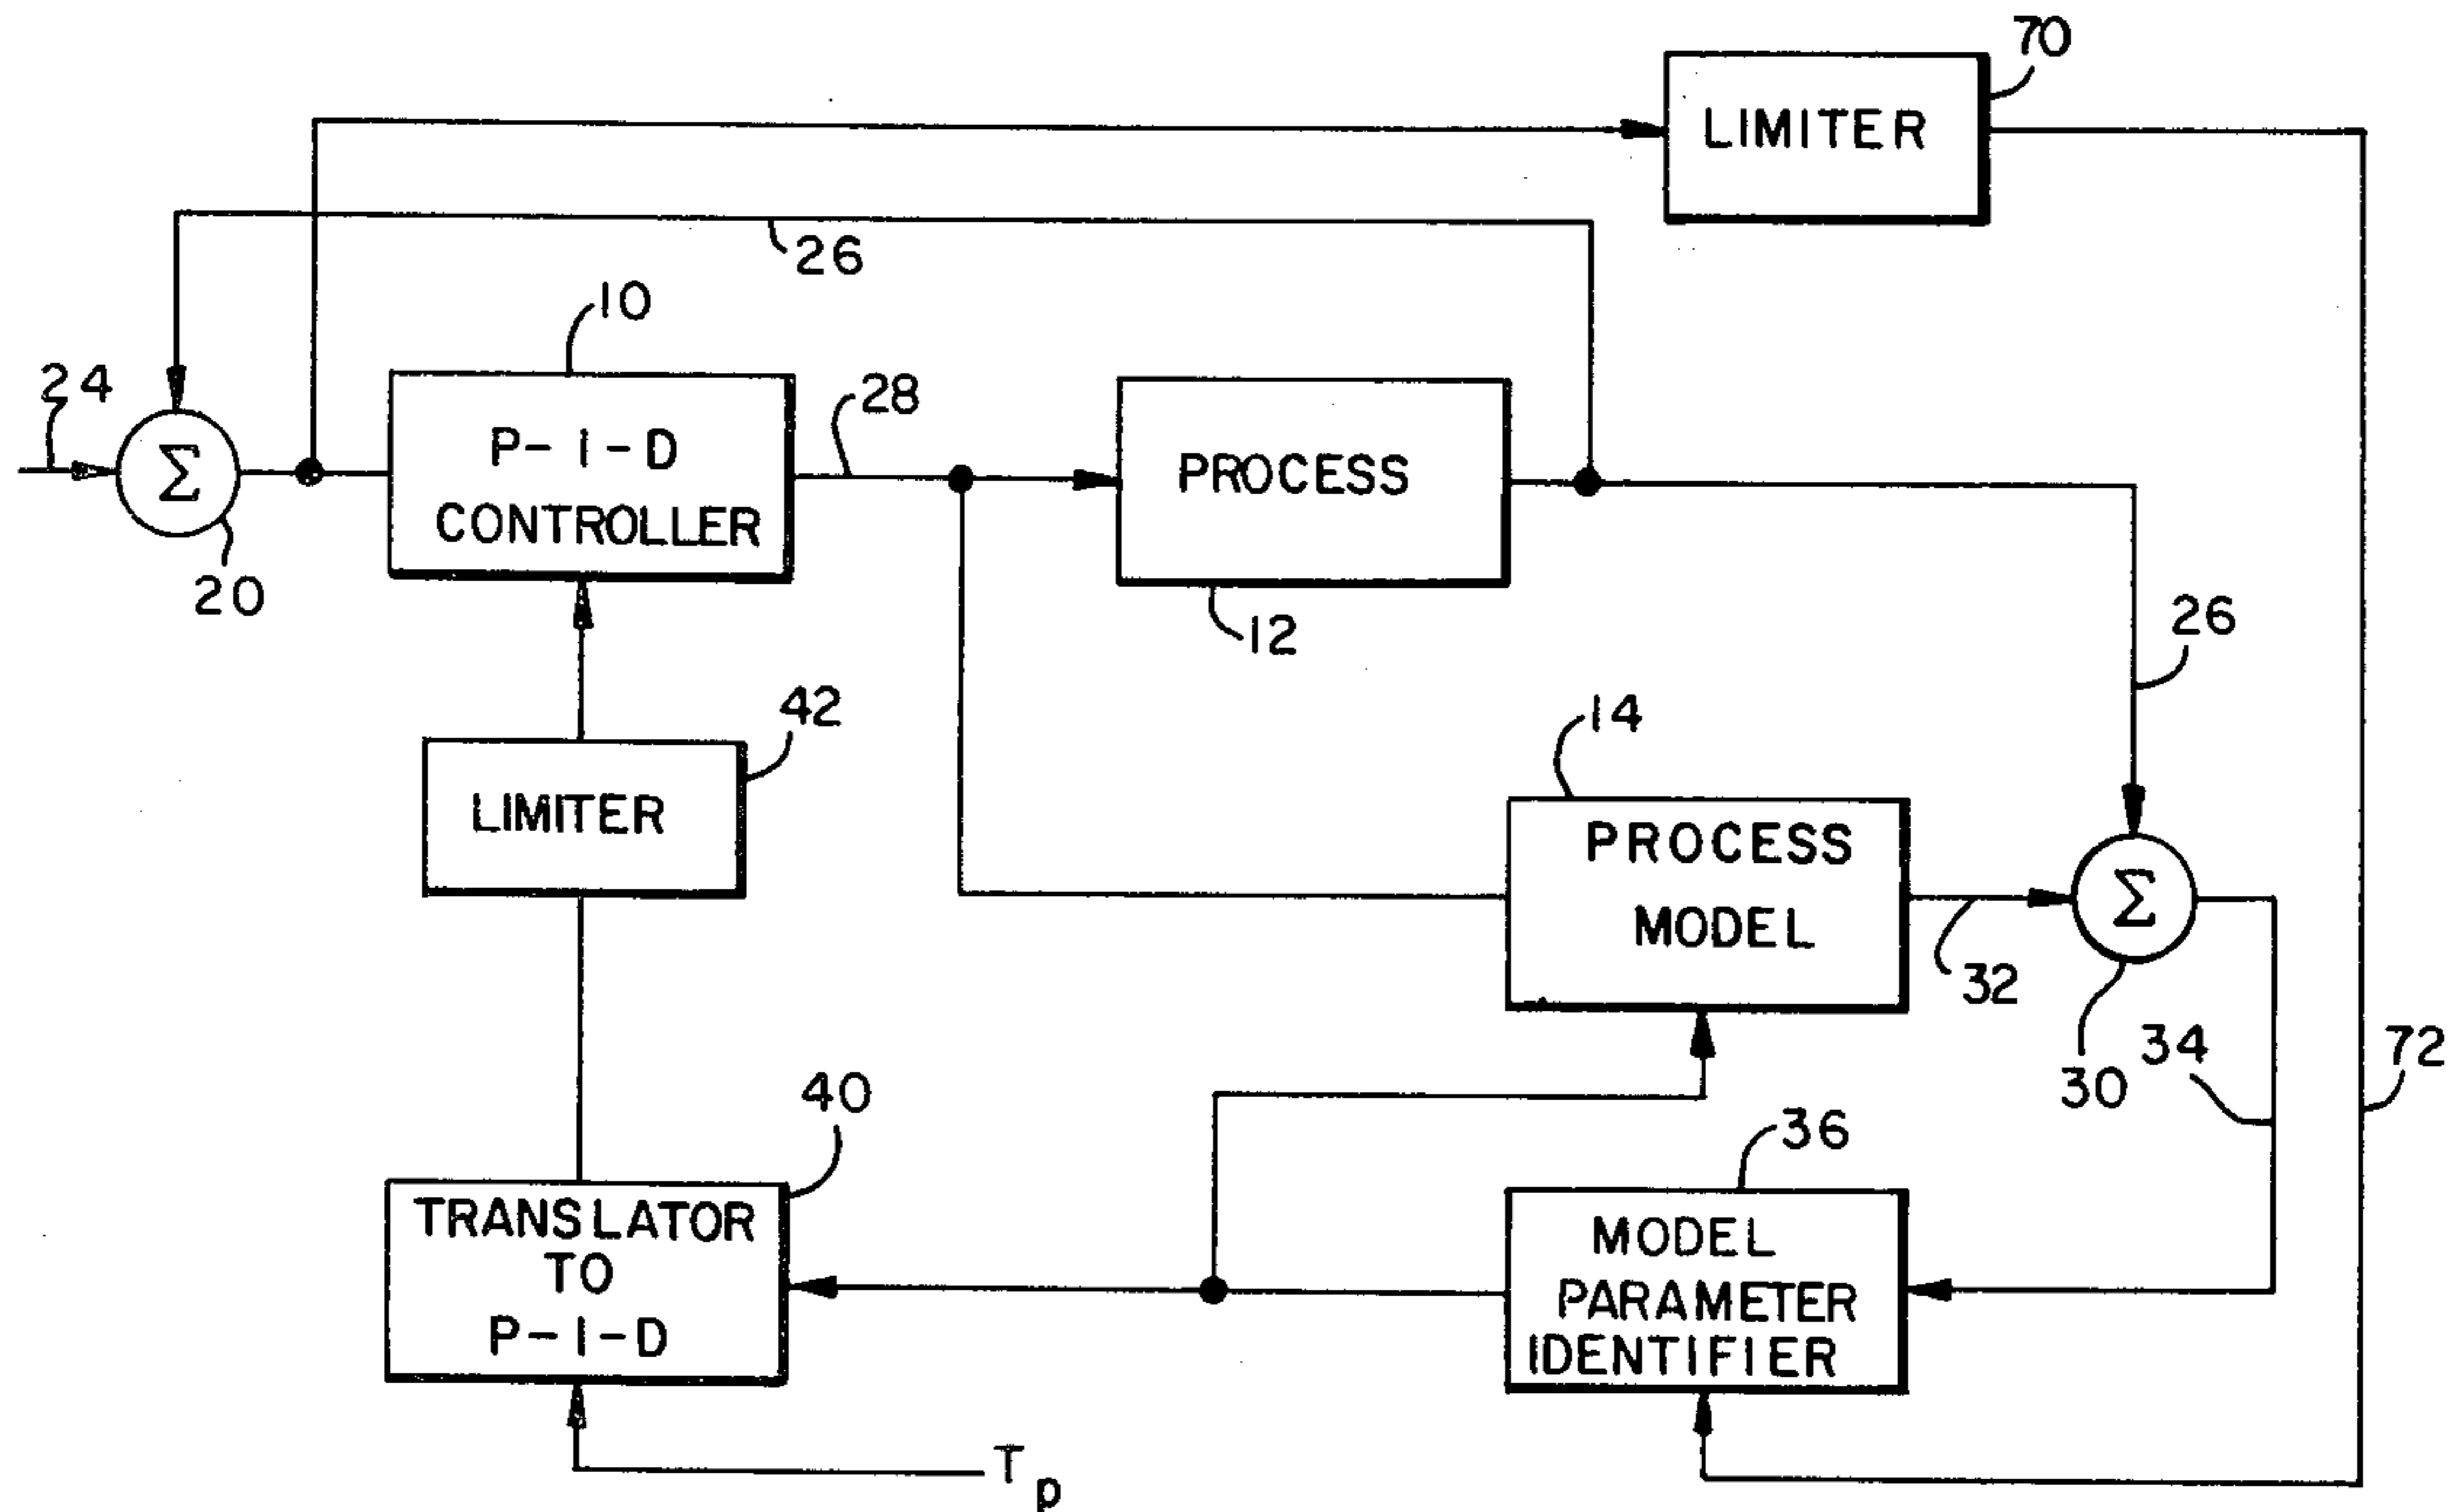 70
LIMITER
26
10
24
28
P-I-D
CONTROLLER
PROCESS
Σ
20
12
26
42
14
LIMITER
PROCESS
MODEL
Σ
32
30
34
72
40
36
TRANSLATOR
TO
P-I-D
MODEL
PARAMETER
IDENTIFIER
Tp